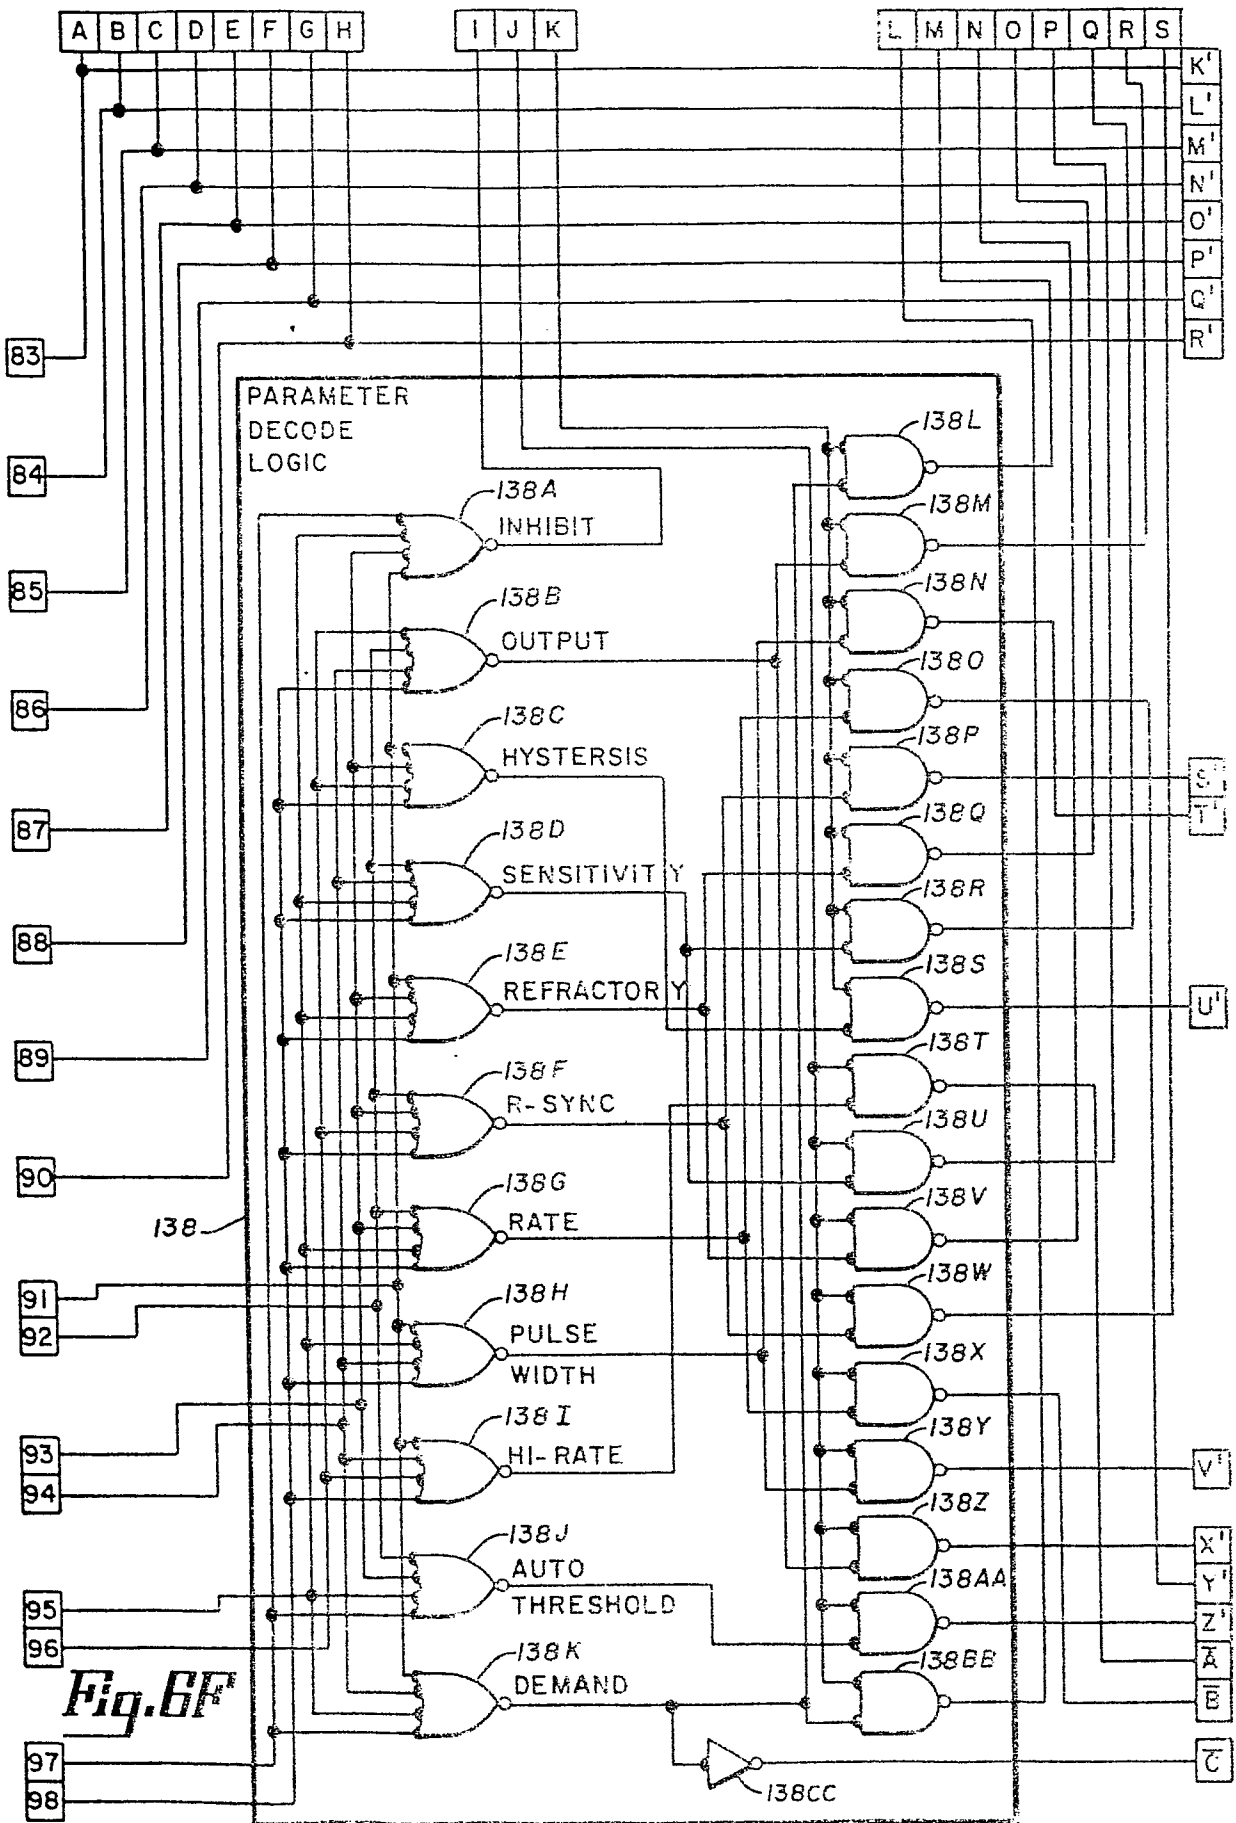 A B C D E F G H I J K L M N O P Q R S
K'
L'
M'
N'
O'
P'
Q'
R'
83
PARAMETER
DECODE
LOGIC
138L
84
138A
INHIBIT
138M
85
138B
OUTPUT
138N
138O
86
138C
HYSTERSIS
138P
S'
T'
87
138D
SENSITIVITY
138Q
138R
88
138E
REFRACTORY
138S
U'
89
138F
R-SYNC
138T
138U
90
138
138G
RATE
138V
138W
91
92
138H
PULSE
WIDTH
138X
93
94
138I
HI-RATE
138Y
V'
138Z
X'
138J
AUTO
THRESHOLD
138AA
Y'
95
96
Z'
138K
DEMAND
138BB
A̅
B̅
Fig.6F
97
98
138CC
C̅